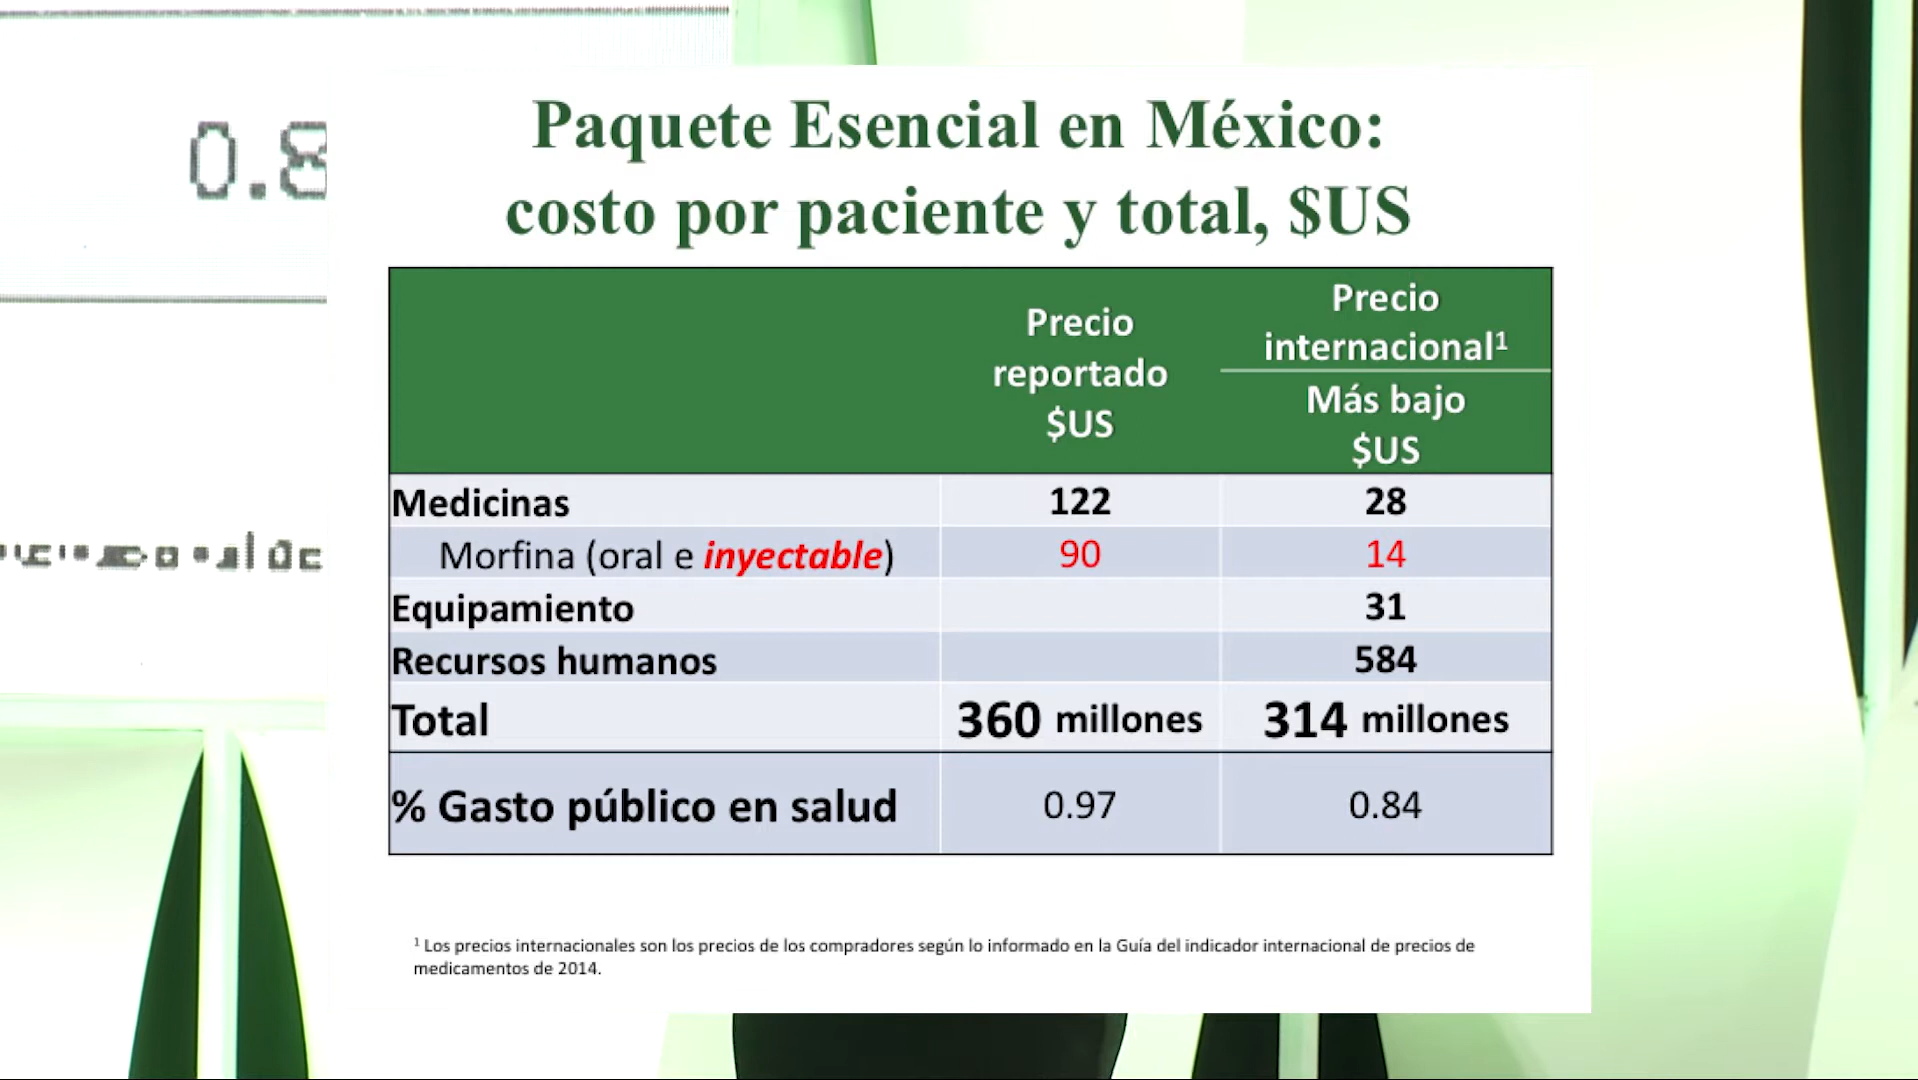 0.8
Paquete Esencial en México:
costo por paciente y total, $US
Precio
reportado
$US
Precio
internacional¹
Más bajo
$US
Medicinas 122 28
Morfina (oral e inyectable) 90 14
Equipamiento 31
Recursos humanos 584
Total 360 millones 314 millones
% Gasto público en salud 0.97 0.84
¹ Los precios internacionales son los precios de los compradores según lo informado en la Guía del indicador internacional de precios de
medicamentos de 2014.